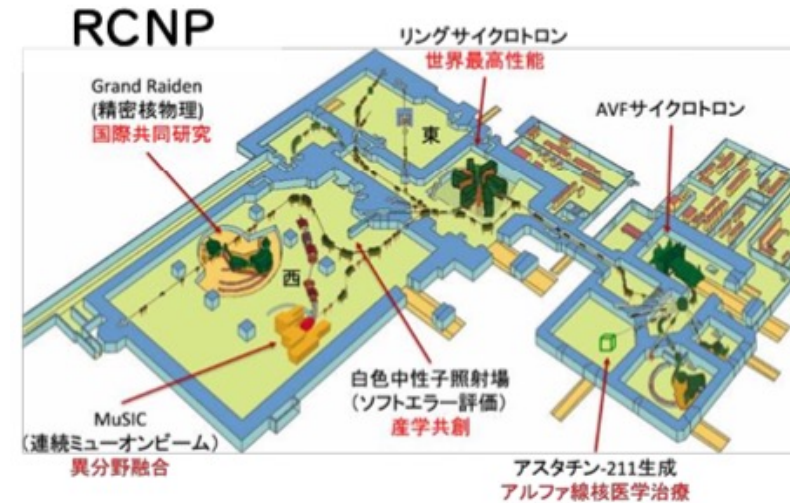 RCNP
リングサイクロトロン
世界最高性能
Grand Raiden
(精密核物理)
国際共同研究
AVFサイクロトロン
東
西
白色中性子照射場
（ソフトエラー評価）
産学共創
MuSIC
（連続ミューオンビーム）
異分野融合
アスタチン-211生成
アルファ線核医学治療